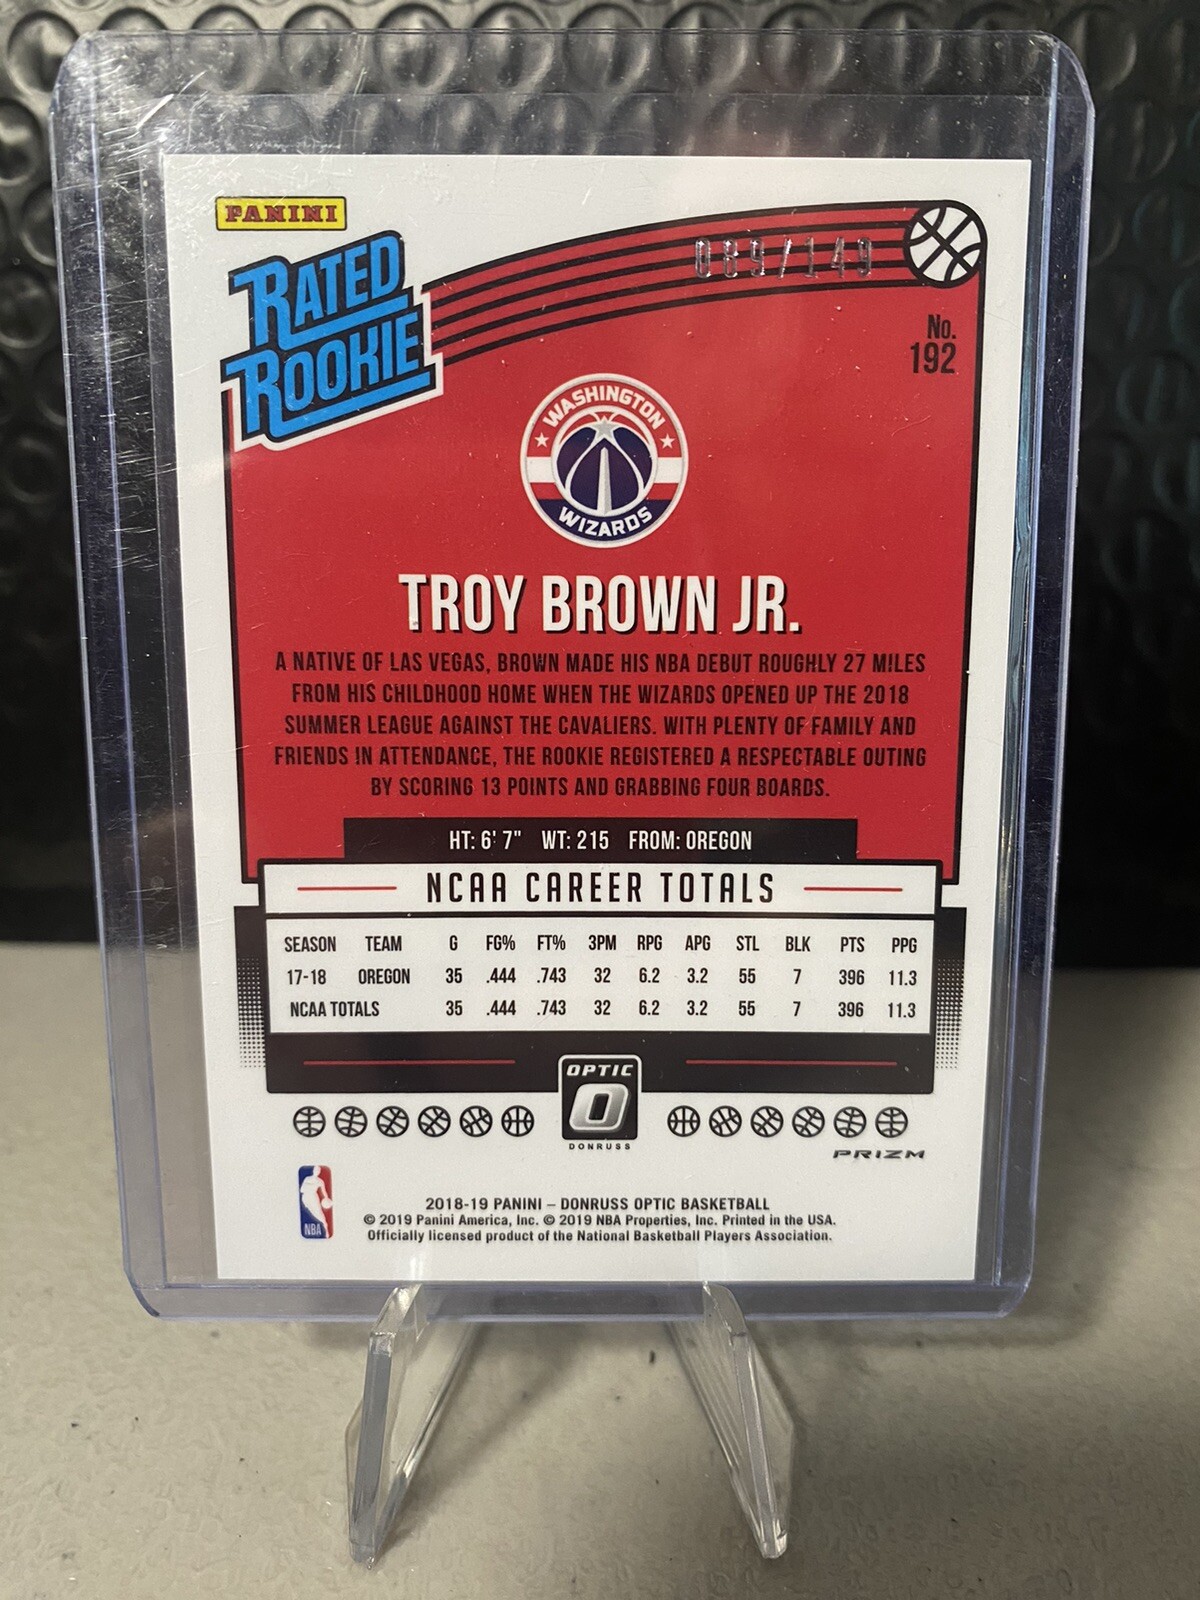 PANINI
RATED
ROOKIE
089/149
No.
192
WASHINGTON
WIZARDS
TROY BROWN JR.
A NATIVE OF LAS VEGAS, BROWN MADE HIS NBA DEBUT ROUGHLY 27 MILES
FROM HIS CHILDHOOD HOME WHEN THE WIZARDS OPENED UP THE 2018
SUMMER LEAGUE AGAINST THE CAVALIERS. WITH PLENTY OF FAMILY AND
FRIENDS IN ATTENDANCE, THE ROOKIE REGISTERED A RESPECTABLE OUTING
BY SCORING 13 POINTS AND GRABBING FOUR BOARDS.
HT: 6' 7" WT: 215 FROM: OREGON
NCAA CAREER TOTALS
SEASON TEAM G FG% FT% 3PM RPG APG STL BLK PTS PPG
17-18 OREGON 35 .444 .743 32 6.2 3.2 55 7 396 11.3
NCAA TOTALS 35 .444 .743 32 6.2 3.2 55 7 396 11.3
OPTIC
O
DONRUSS
PRIZM
NBA
2018-19 PANINI – DONRUSS OPTIC BASKETBALL
© 2019 Panini America, Inc. © 2019 NBA Properties, Inc. Printed in the USA.
Officially licensed product of the National Basketball Players Association.